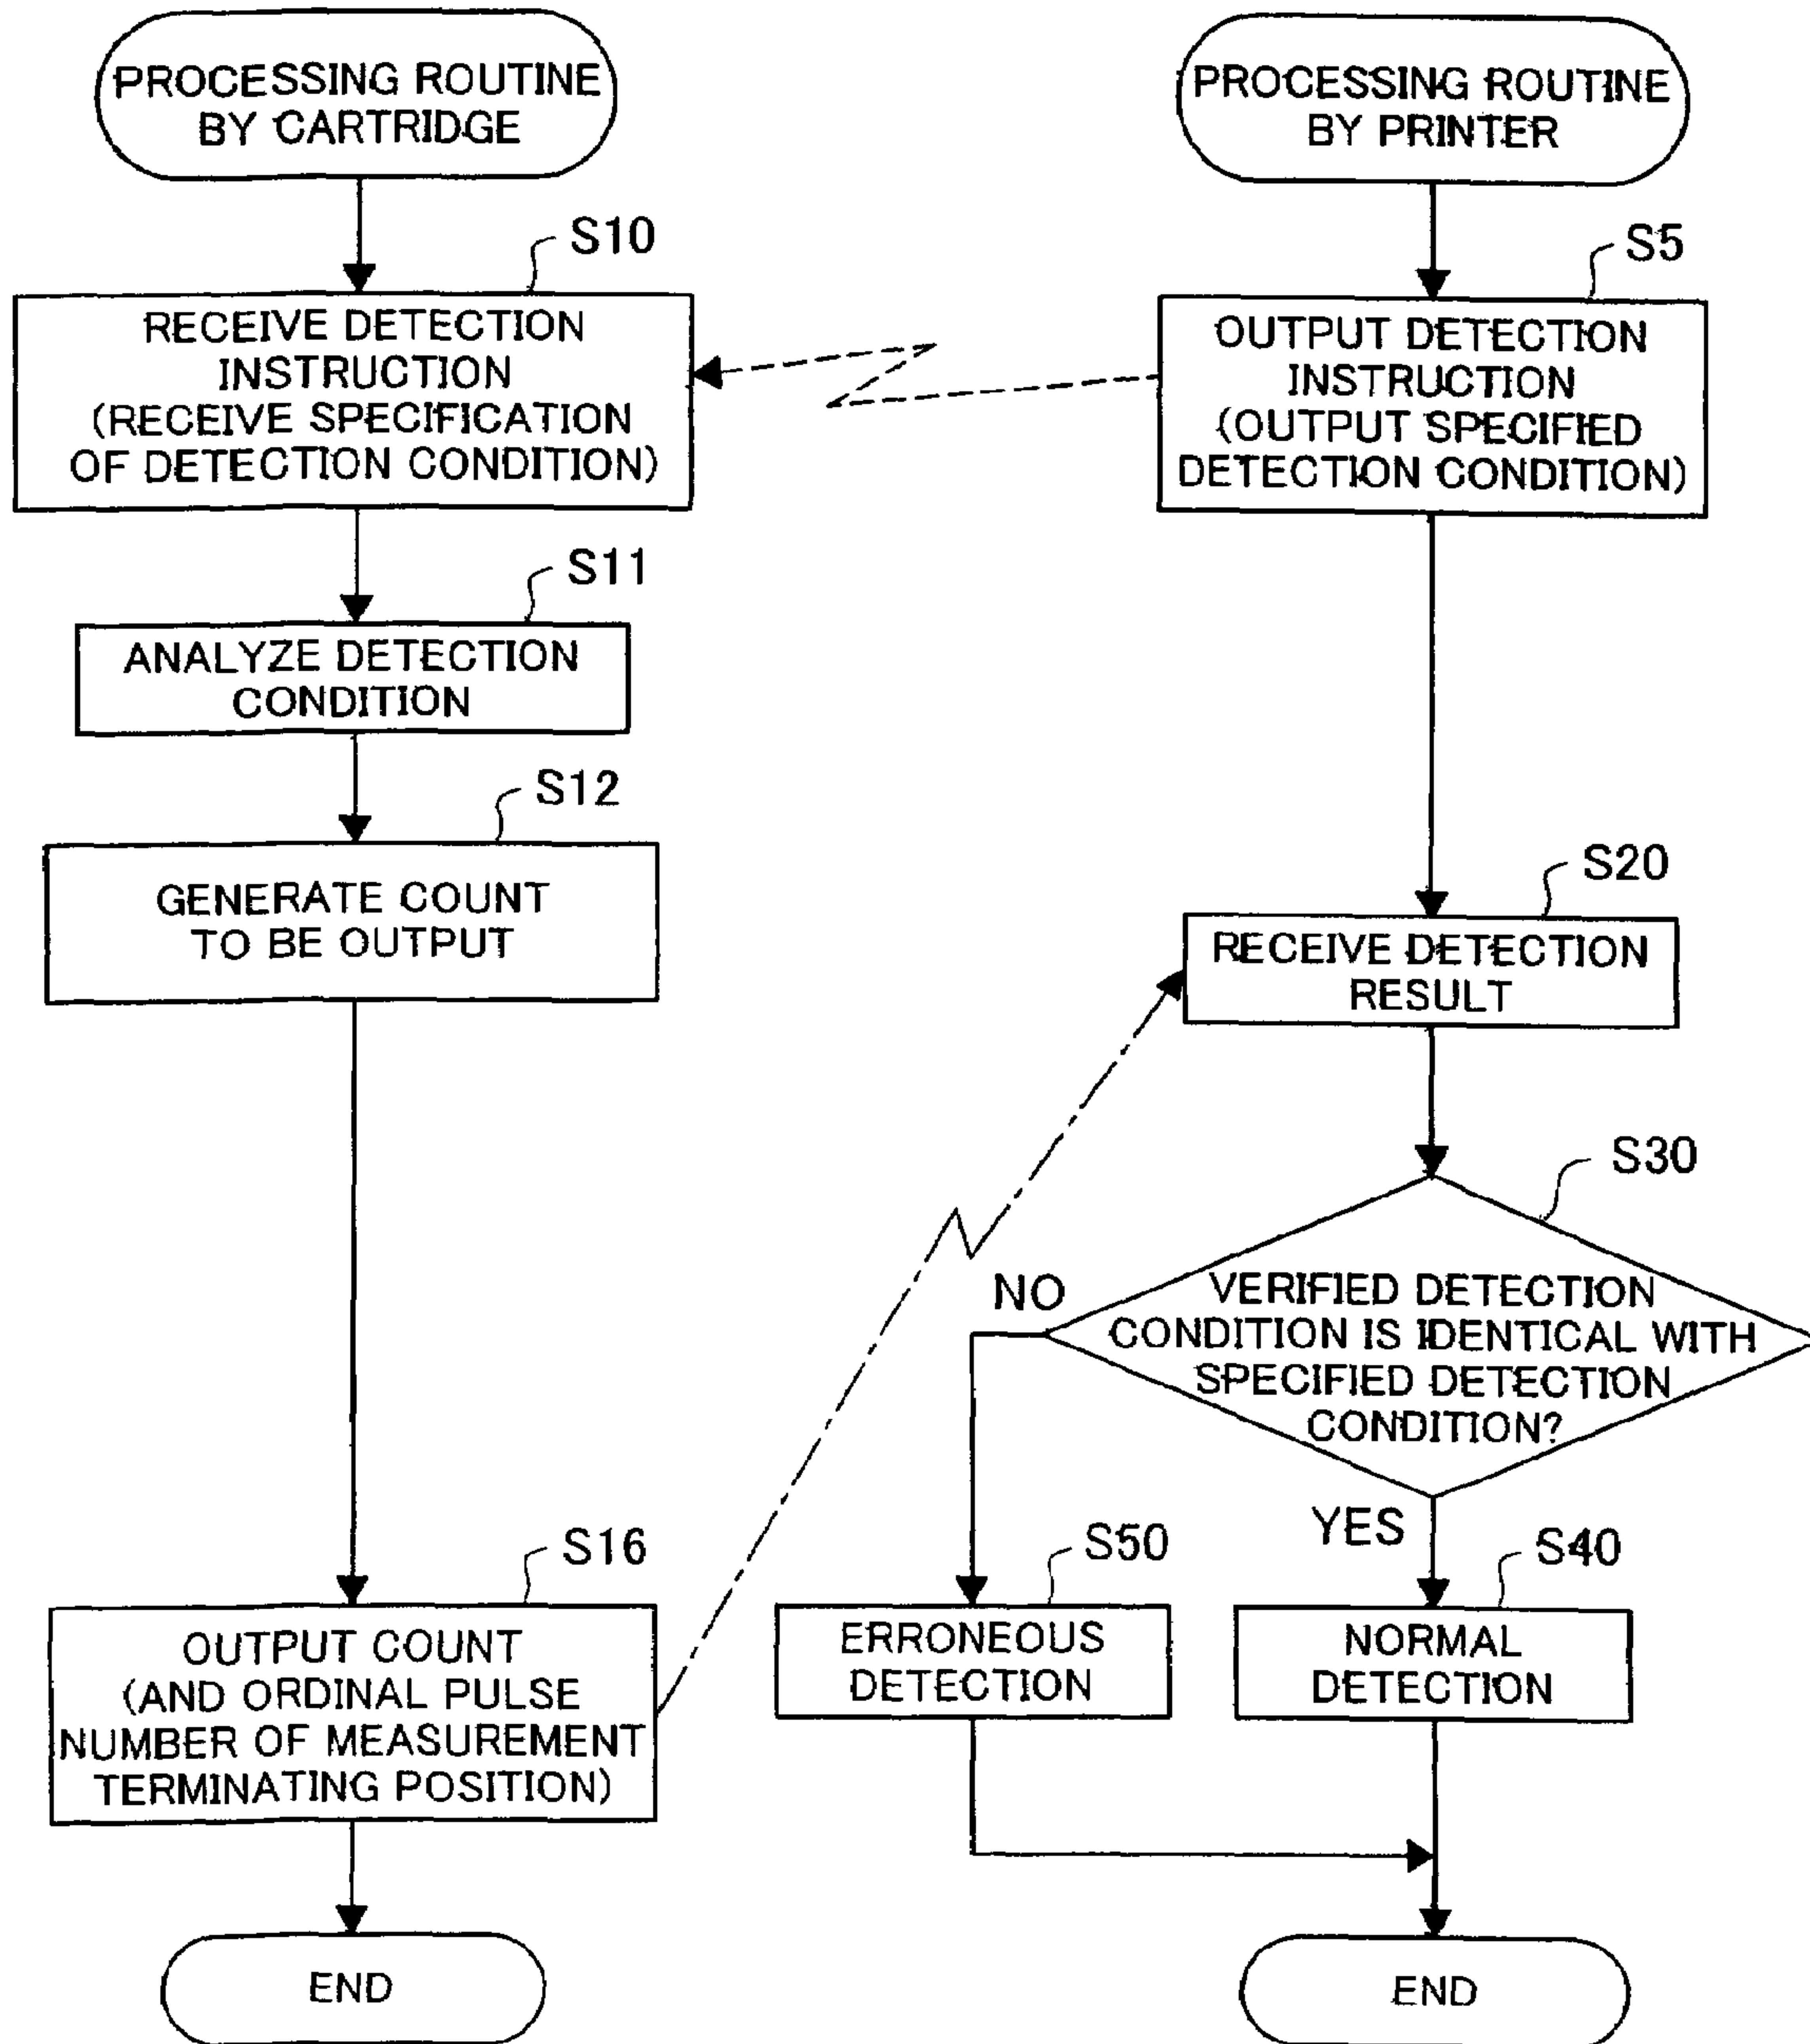 PROCESSING ROUTINE
BY CARTRIDGE
S10
RECEIVE DETECTION
INSTRUCTION
(RECEIVE SPECIFICATION
OF DETECTION CONDITION)
S11
ANALYZE DETECTION
CONDITION
S12
GENERATE COUNT
TO BE OUTPUT
S16
OUTPUT COUNT
(AND ORDINAL PULSE
NUMBER OF MEASUREMENT
TERMINATING POSITION)
END
PROCESSING ROUTINE
BY PRINTER
S5
OUTPUT DETECTION
INSTRUCTION
(OUTPUT SPECIFIED
DETECTION CONDITION)
S20
RECEIVE DETECTION
RESULT
S30
VERIFIED DETECTION
CONDITION IS IDENTICAL WITH
SPECIFIED DETECTION
CONDITION?
NO
YES
S50
ERRONEOUS
DETECTION
S40
NORMAL
DETECTION
END